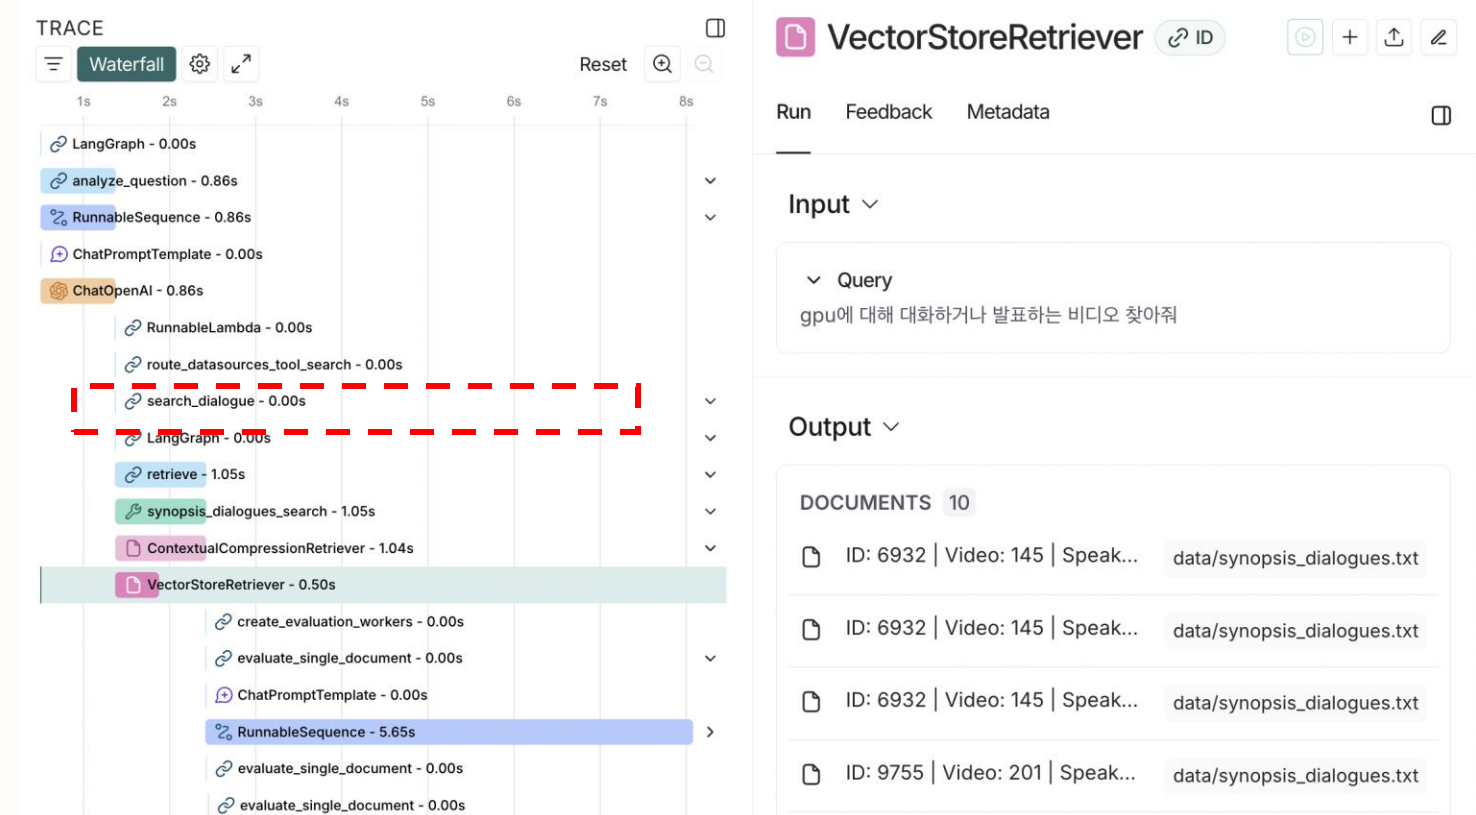 TRACE
Waterfall
Reset
1s 2s 3s 4s 5s 6s 7s 8s
LangGraph - 0.00s
analyze_question - 0.86s
RunnableSequence - 0.86s
ChatPromptTemplate - 0.00s
ChatOpenAI - 0.86s
RunnableLambda - 0.00s
route_datasources_tool_search - 0.00s
search_dialogue - 0.00s
LangGraph - 0.00s
retrieve - 1.05s
synopsis_dialogues_search - 1.05s
ContextualCompressionRetriever - 1.04s
VectorStoreRetriever - 0.50s
create_evaluation_workers - 0.00s
evaluate_single_document - 0.00s
ChatPromptTemplate - 0.00s
RunnableSequence - 5.65s
evaluate_single_document - 0.00s
evaluate_single_document - 0.00s
VectorStoreRetriever ID
Run Feedback Metadata
Input
Query
gpu에 대해 대화하거나 발표하는 비디오 찾아줘
Output
DOCUMENTS 10
ID: 6932 | Video: 145 | Speak... data/synopsis_dialogues.txt
ID: 6932 | Video: 145 | Speak... data/synopsis_dialogues.txt
ID: 6932 | Video: 145 | Speak... data/synopsis_dialogues.txt
ID: 9755 | Video: 201 | Speak... data/synopsis_dialogues.txt